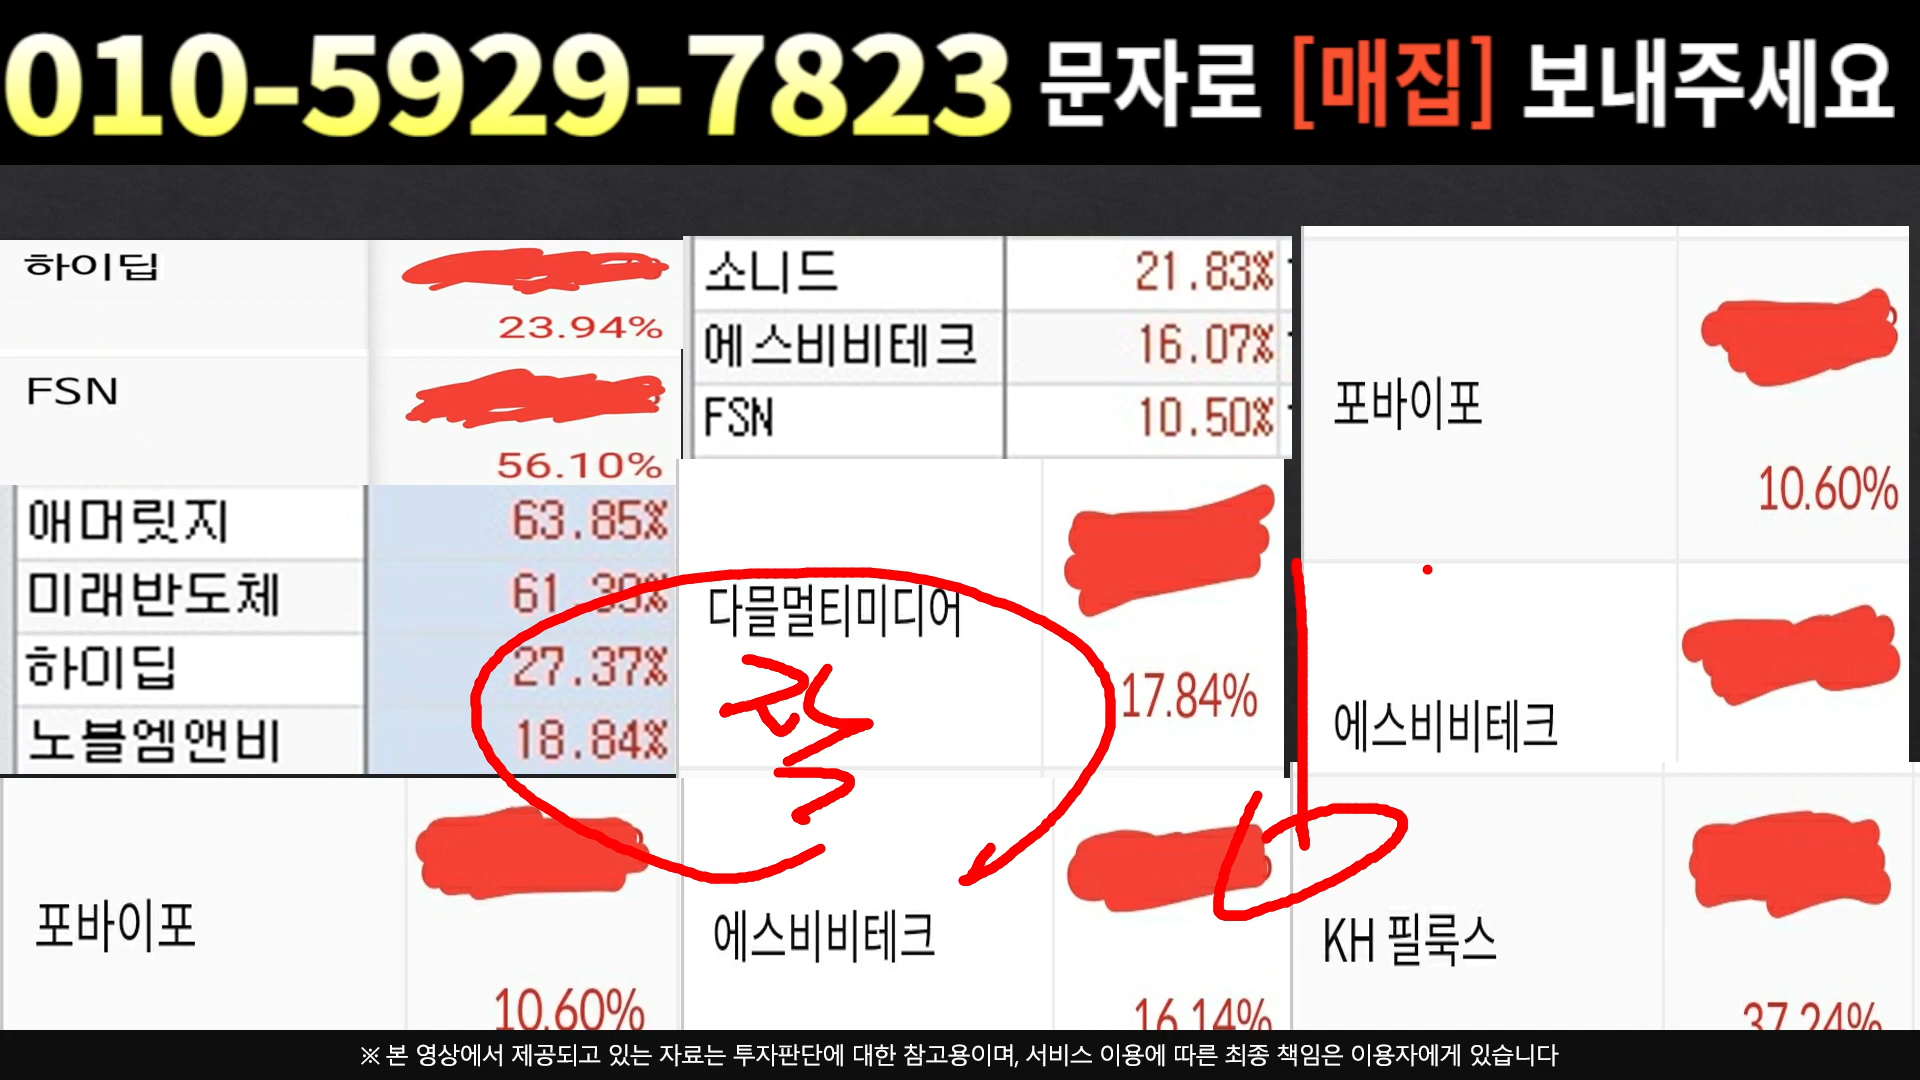 010-5929-7823 문자로 [매집] 보내주세요
하이딥
23.94%
FSN
56.10%
애머릿지 63.85%
미래반도체 61.39%
하이딥 27.37%
노블엠앤비 18.84%
소니드 21.83%
에스비비테크 16.07%
FSN 10.50%
다믈멀티미디어
17.84%
포바이포
10.60%
에스비비테크
포바이포
10.60%
에스비비테크
16.14%
KH 필룩스
37.24%
※ 본 영상에서 제공되고 있는 자료는 투자판단에 대한 참고용이며, 서비스 이용에 따른 최종 책임은 이용자에게 있습니다